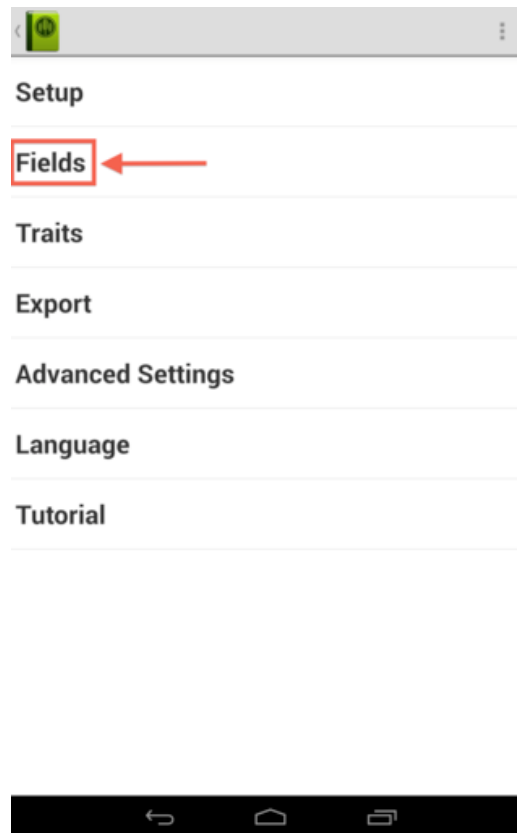 Setup
Fields
Traits
Export
Advanced Settings
Language
Tutorial